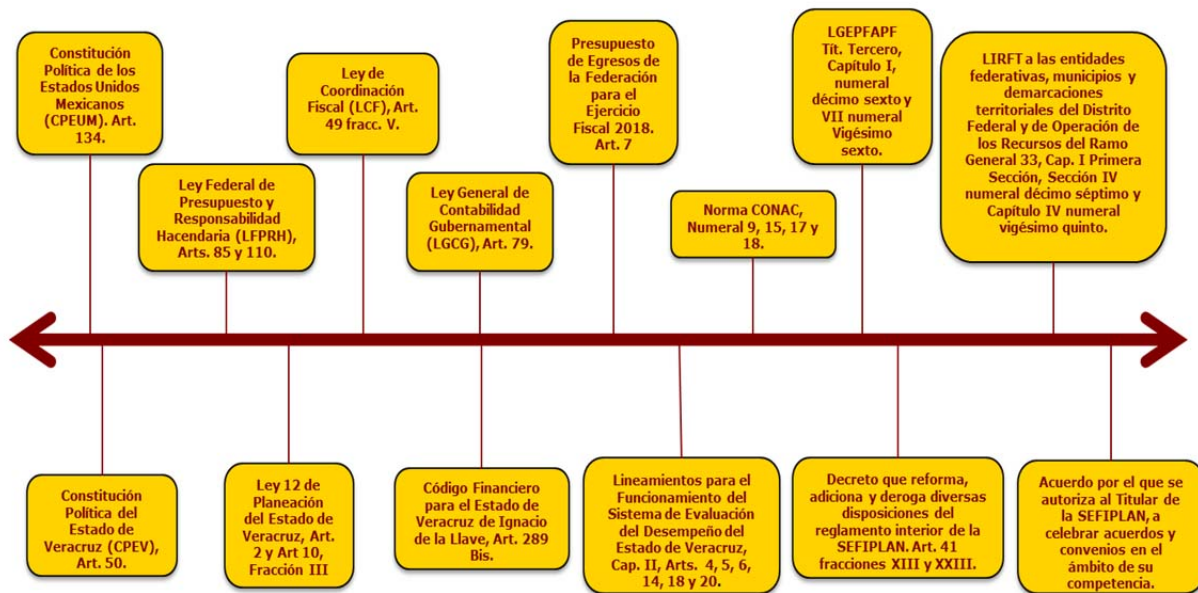 Constitución
Política de los
Estados Unidos
Mexicanos
(CPEUM). Art.
134.
Ley Federal de
Presupuesto y
Responsabilidad
Hacendaria (LFPRH),
Arts. 85 y 110.
Ley de
Coordinación
Fiscal (LCF), Art.
49 fracc. V.
Ley General de
Contabilidad
Gubernamental
(LGCG), Art. 79.
Presupuesto
de Egresos de
la Federación
para el
Ejercicio
Fiscal 2018.
Art. 7
Norma CONAC,
Numeral 9, 15, 17 y
18.
LGEPFAPF
Tít. Tercero,
Capítulo I,
numeral
décimo sexto y
VII numeral
Vigésimo
sexto.
LIRFT a las entidades
federativas, municipios y
demarcaciones
territoriales del Distrito
Federal y de Operación de
los Recursos del Ramo
General 33, Cap. I Primera
Sección, Sección IV
numeral décimo séptimo y
Capítulo IV numeral
vigésimo quinto.
Constitución
Política del
Estado de
Veracruz (CPEV),
Art. 50.
Ley 12 de
Planeación
del Estado de
Veracruz, Art.
2 y Art 10,
Fracción III
Código Financiero
para el Estado de
Veracruz de Ignacio
de la Llave, Art. 289
Bis.
Lineamientos para el
Funcionamiento del
Sistema de Evaluación
del Desempeño del
Estado de Veracruz,
Cap. II, Arts. 4, 5, 6,
14, 18 y 20.
Decreto que reforma,
adiciona y deroga diversas
disposiciones del
reglamento interior de la
SEFIPLAN. Art. 41
fracciones XIII y XXIII.
Acuerdo por el que se
autoriza al Titular de
la SEFIPLAN, a
celebrar acuerdos y
convenios en el
ámbito de su
competencia.